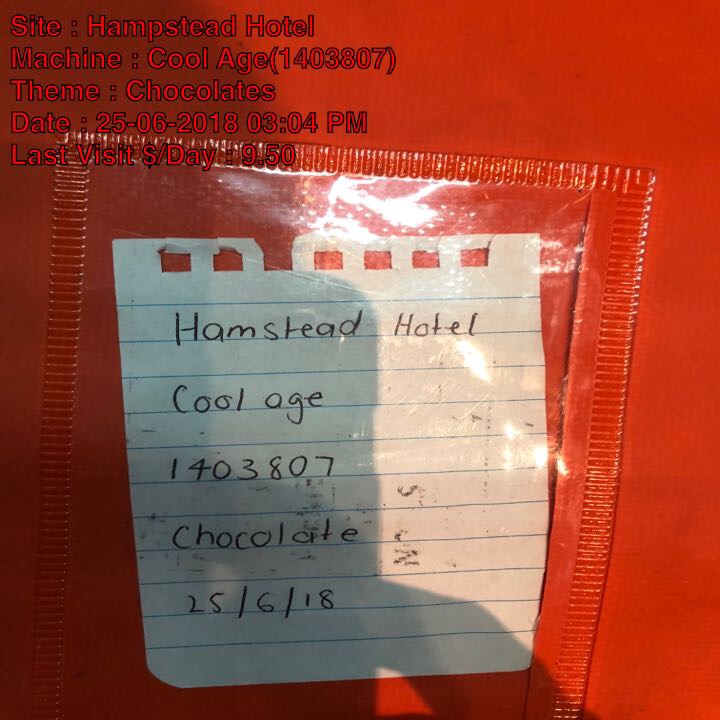 Site : Hampstead Hotel
Machine : Cool Age(1403807)
Theme : Chocolates
Date : 25-06-2018 03:04 PM
Last Visit $/Day : 9.50
Hamstead Hotel
Cool age
1403807
Chocolate
25/6/18